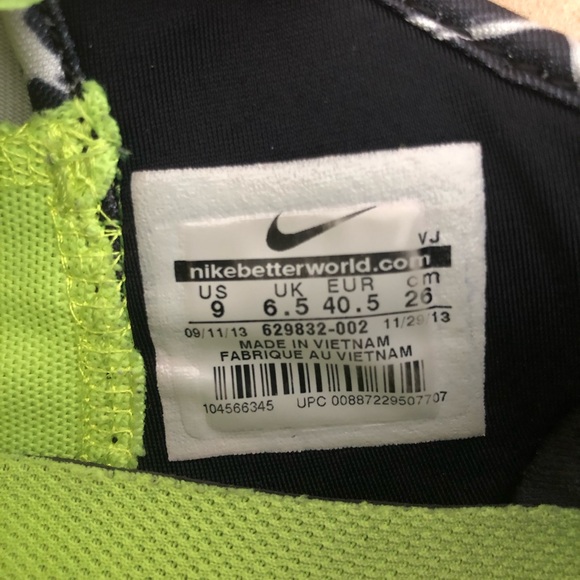 VJ
nikebetterworld.com
US UK EUR cm
9 6.5 40.5 26
09/11/13 629832-002 11/29/13
MADE IN VIETNAM
FABRIQUE AU VIETNAM
104566345 UPC 00887229507707